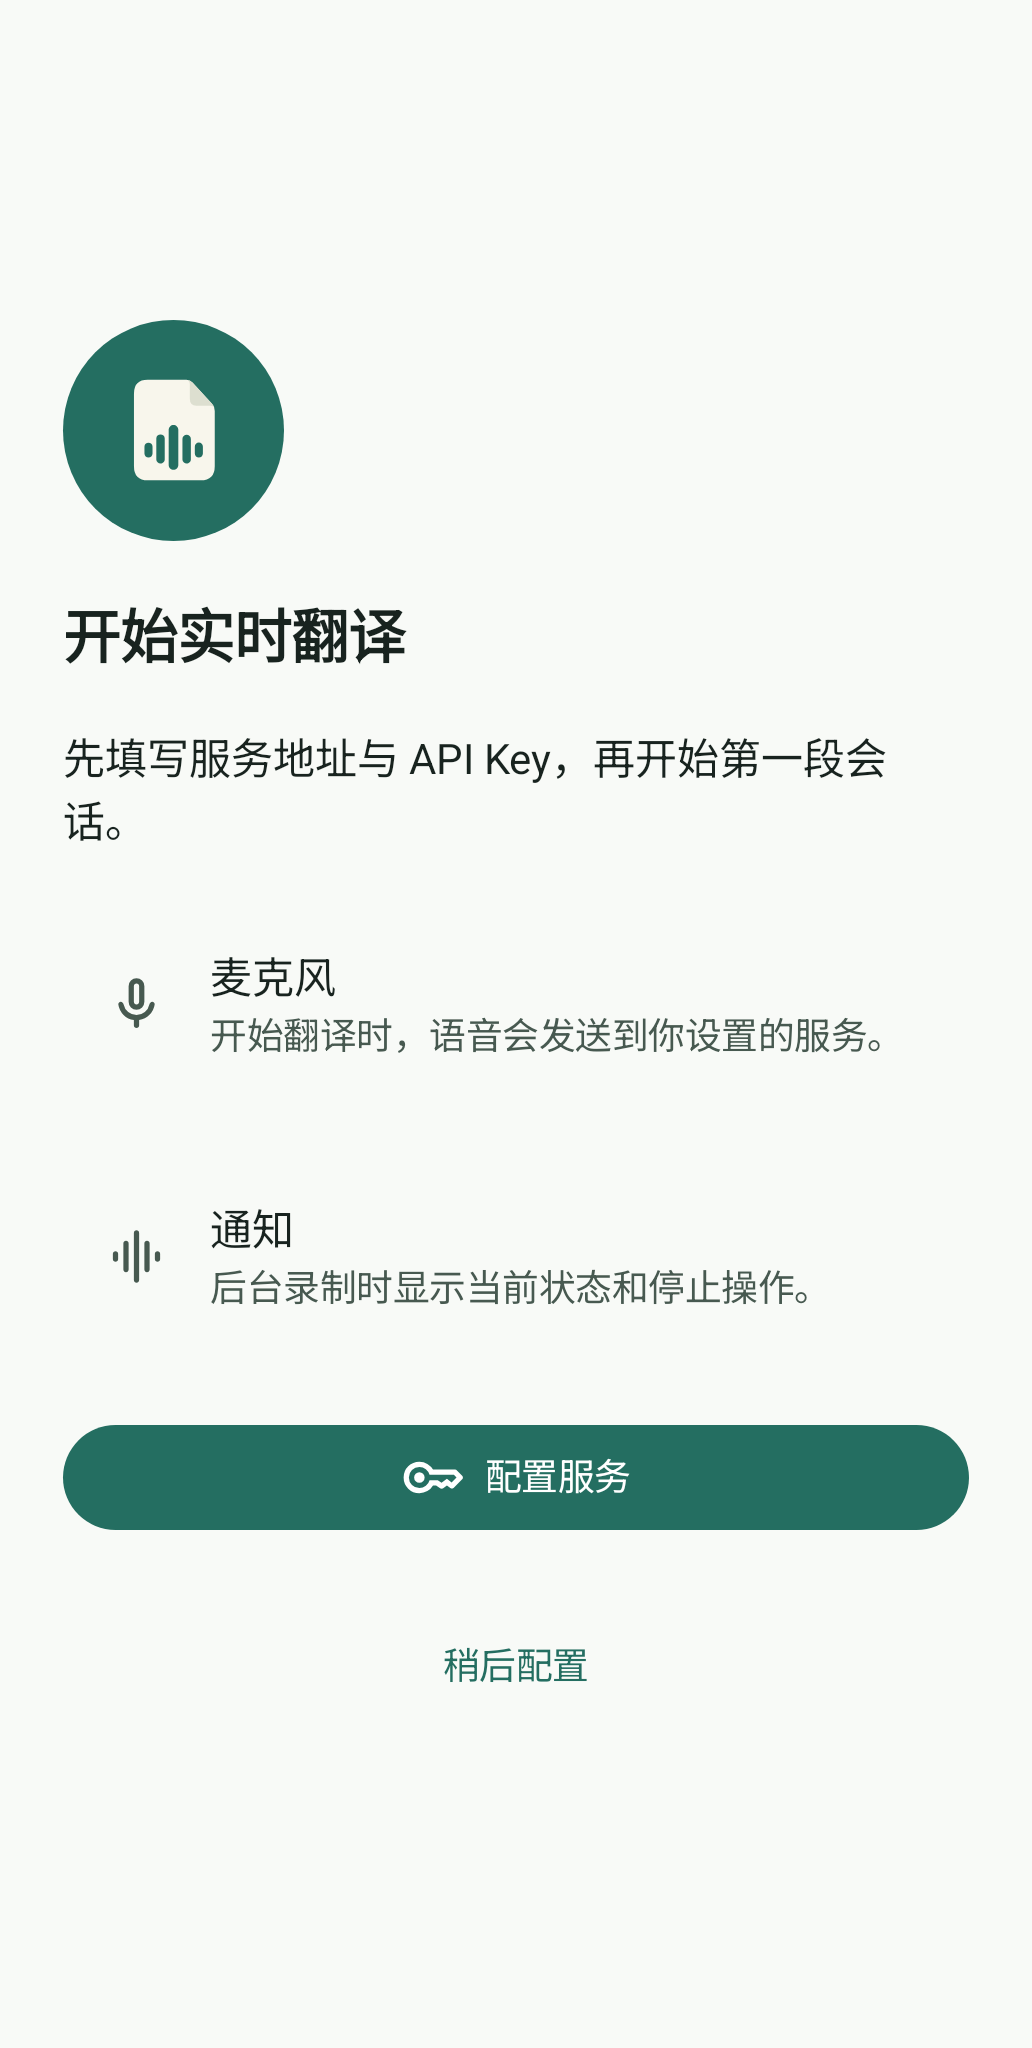 开始实时翻译
先填写服务地址与 API Key，再开始第一段会
话。
麦克风
开始翻译时，语音会发送到你设置的服务。
通知
后台录制时显示当前状态和停止操作。
配置服务
稍后配置